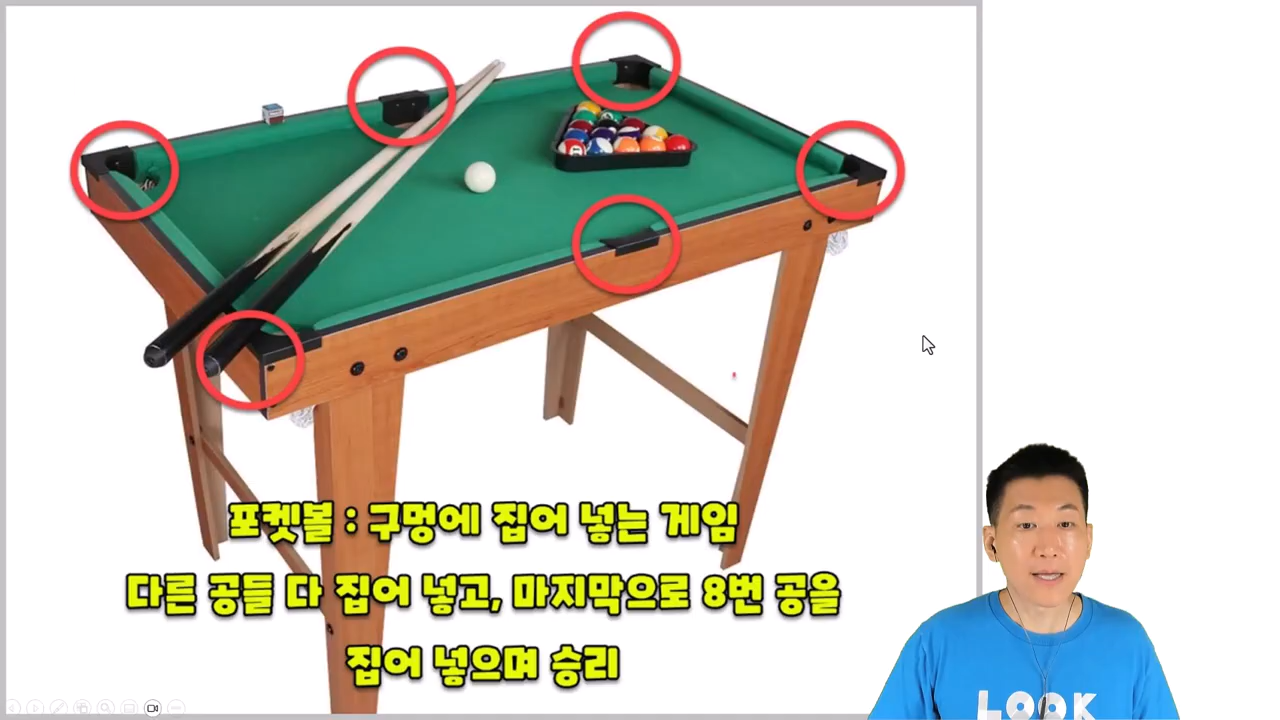 포켓볼 : 구멍에 집어 넣는 게임
다른 공들 다 집어 넣고, 마지막으로 8번 공을
집어 넣으며 승리
LOOK